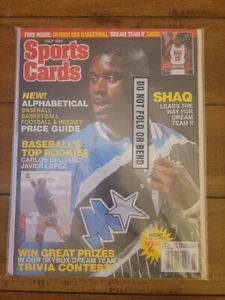 FREE INSIDE: SKYBOX USA BASKETBALL 'DREAM TEAM II' CARDS
JULY 1994
Sports
Cards
NEW!
ALPHABETICAL
BASEBALL
BASKETBALL
FOOTBALL & HOCKEY
PRICE GUIDE
BASEBALL'S
TOP ROOKIES
CARLOS DELGADO
JAVIER LOPEZ
SHAQ
LEADS THE
WAY FOR
DREAM
TEAM II
DO NOT FOLD OR BEND
WIN GREAT PRIZES
IN OUR SKYBOX DREAM TEAM
TRIVIA CONTEST